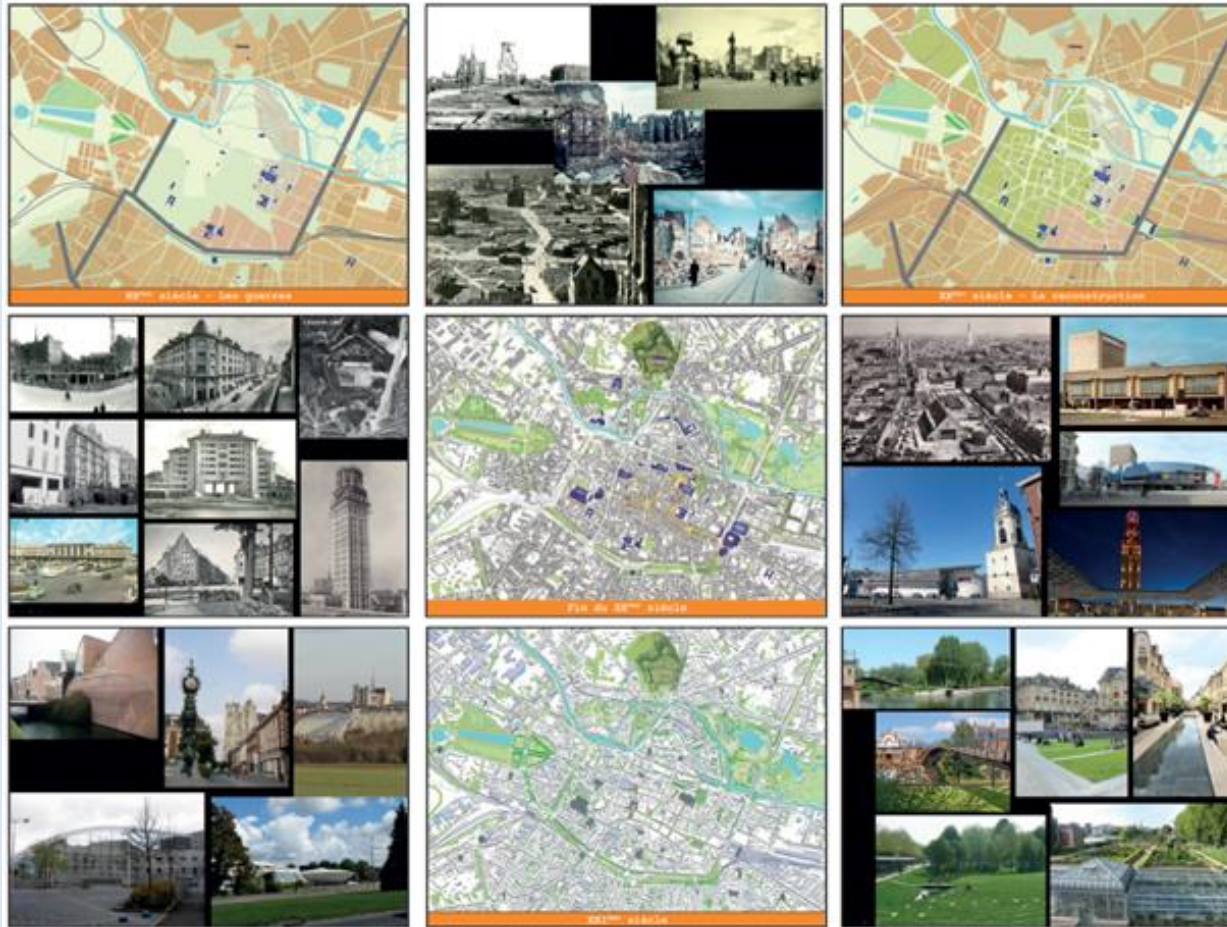 XXème siècle - Les guerres
XXème siècle - La reconstruction
Fin du XXème siècle
XXIème siècle